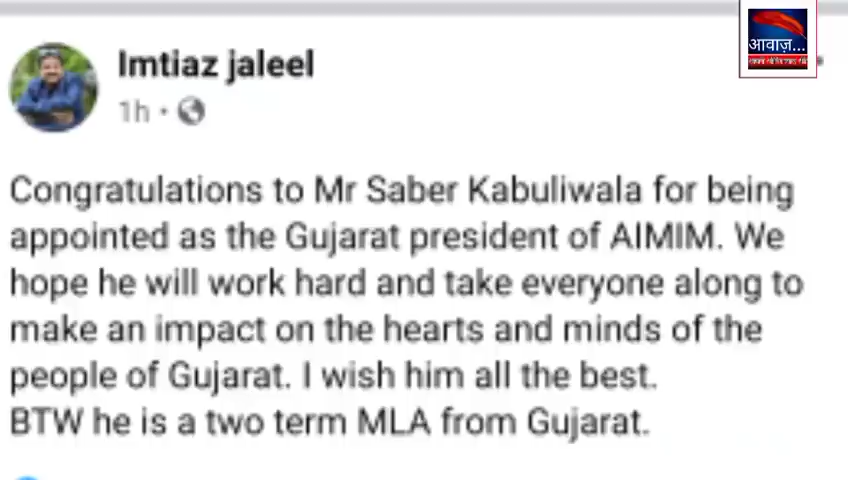 आवाज़...
Imtiaz jaleel
1h ·
Congratulations to Mr Saber Kabuliwala for being
appointed as the Gujarat president of AIMIM. We
hope he will work hard and take everyone along to
make an impact on the hearts and minds of the
people of Gujarat. I wish him all the best.
BTW he is a two term MLA from Gujarat.